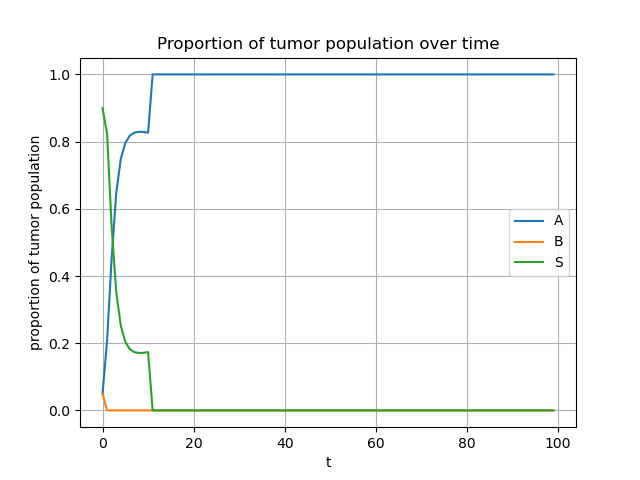 Proportion of tumor population over time
proportion of tumor population
1.0
0.8
0.6
0.4
0.2
0.0
A
B
S
0 20 40 60 80 100
t